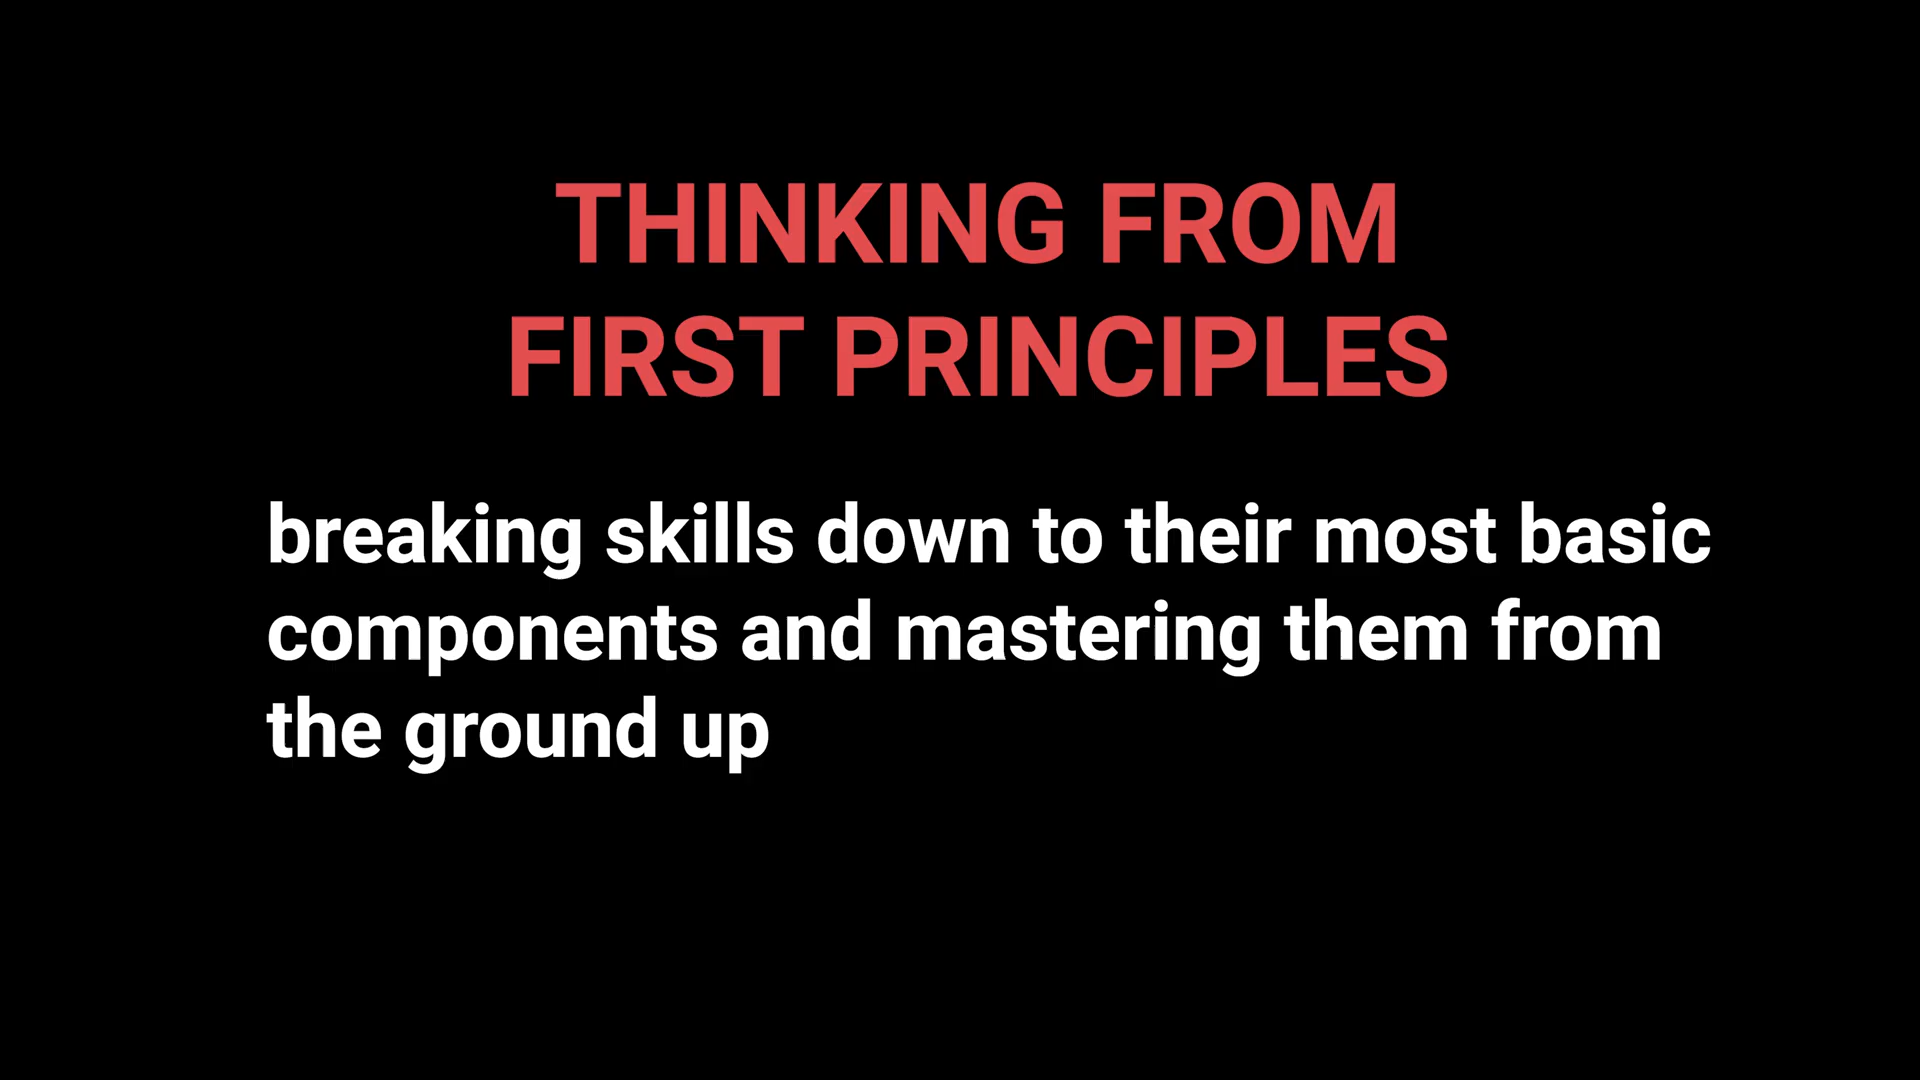 THINKING FROM
FIRST PRINCIPLES
breaking skills down to their most basic
components and mastering them from
the ground up